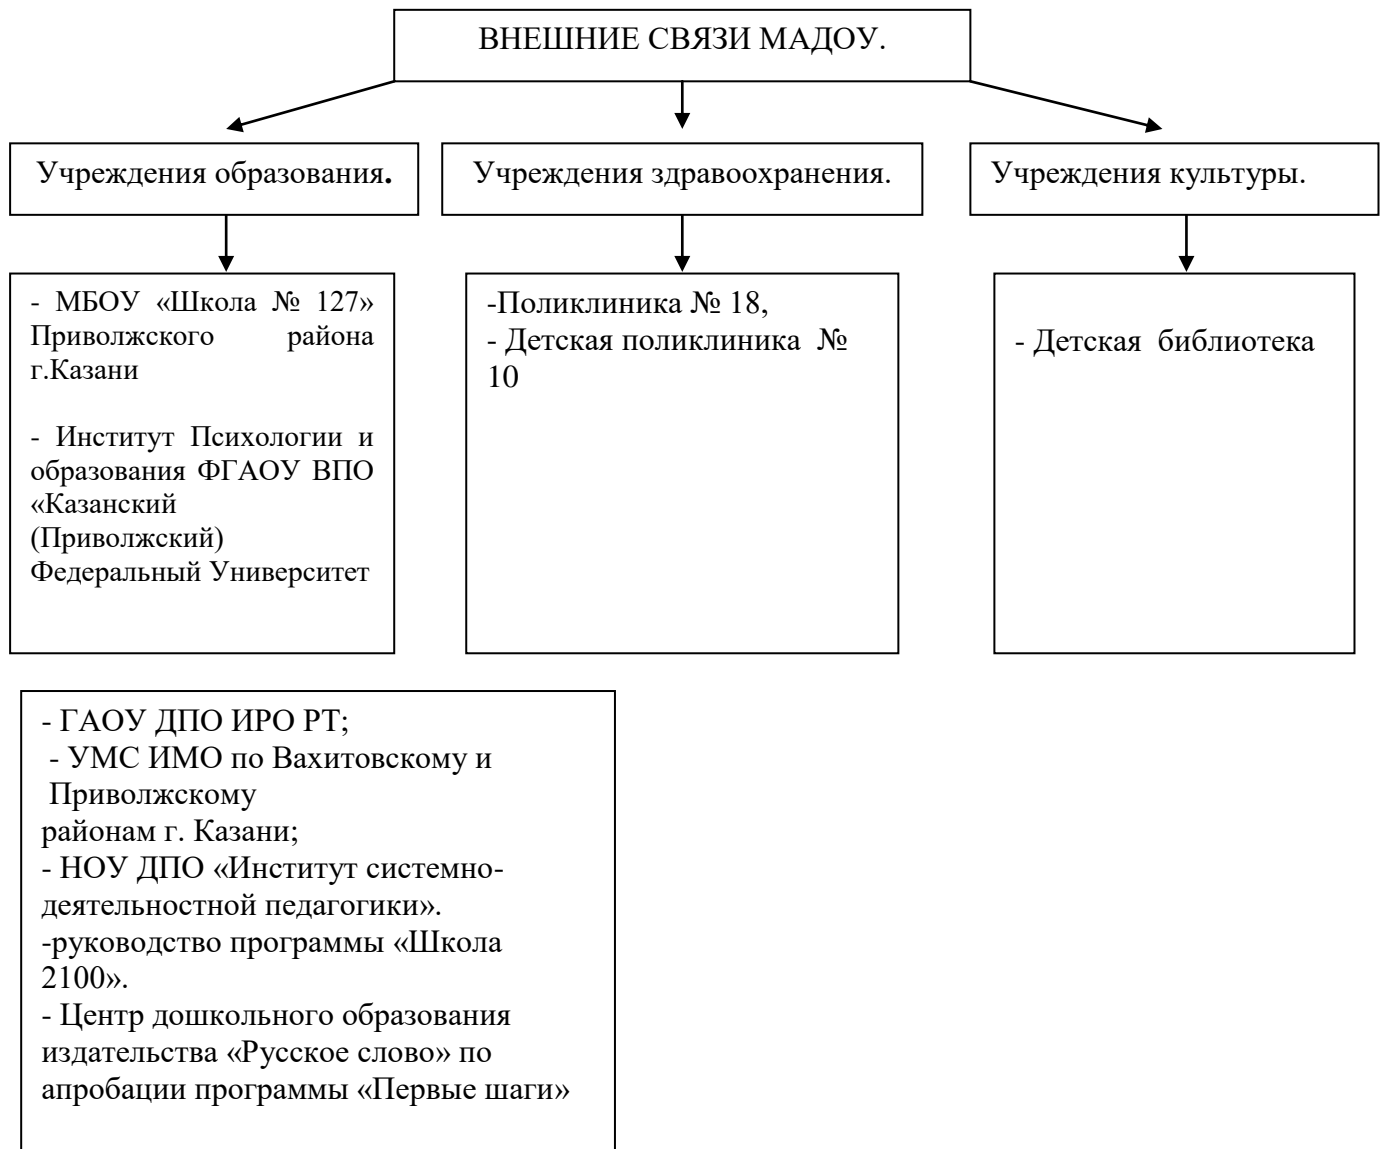 ВНЕШНИЕ СВЯЗИ МАДОУ.
Учреждения образования.
Учреждения здравоохранения.
Учреждения культуры.
- МБОУ «Школа № 127»
Приволжского района
г.Казани
- Институт Психологии и
образования ФГАОУ ВПО
«Казанский
(Приволжский)
Федеральный Университет
-Поликлиника № 18,
- Детская поликлиника №
10
- Детская библиотека
- ГАОУ ДПО ИРО РТ;
- УМС ИМО по Вахитовскому и
Приволжскому
районам г. Казани;
- НОУ ДПО «Институт системно-
деятельностной педагогики».
-руководство программы «Школа
2100».
- Центр дошкольного образования
издательства «Русское слово» по
апробации программы «Первые шаги»